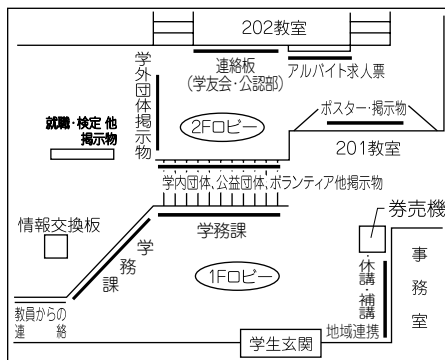 202教室
連絡板
(学友会・公認部)
アルバイト求人票
学外団体掲示物
就職・検定 他
掲示物
2Fロビー
ポスター・掲示物
201教室
学内団体、公益団体、ボランティア他掲示物
学務課
券売機
情報交換板
学務課
1Fロビー
・休講・補講
事務室
教員からの
連絡
地域連携
学生玄関